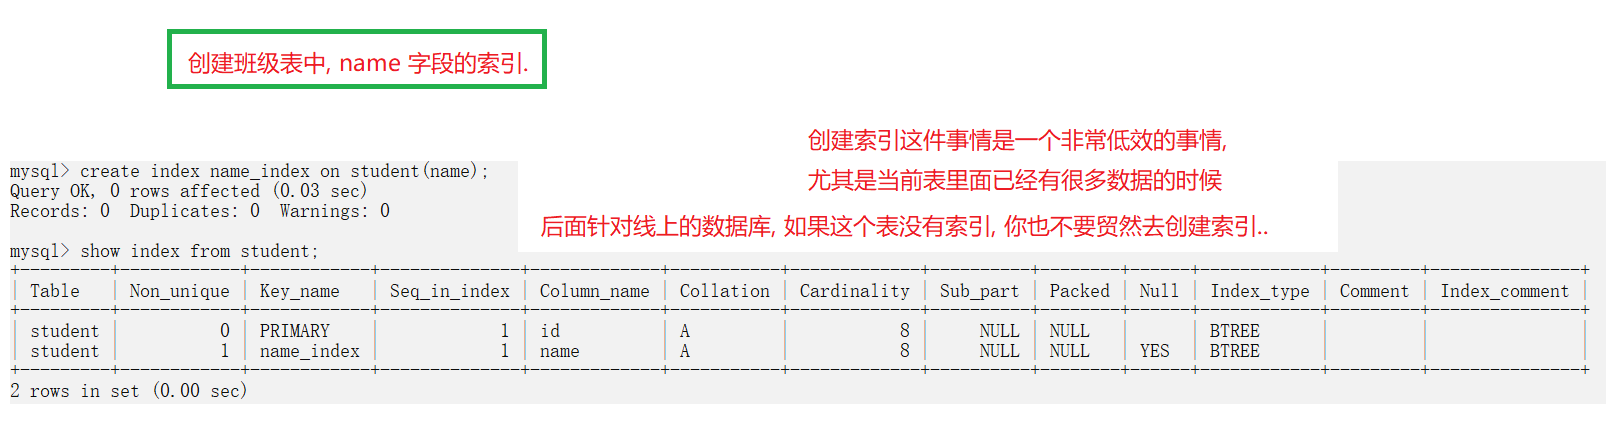 创建班级表中, name 字段的索引.
创建索引这件事情是一个非常低效的事情,
mysql> create index name_index on student(name);
尤其是当前表里面已经有很多数据的时候
Query OK, 0 rows affected (0.03 sec)
Records: 0  Duplicates: 0  Warnings: 0
后面针对线上的数据库, 如果这个表没有索引, 你也不要贸然去创建索引..
mysql> show index from student;
+---------+------------+------------+--------------+-------------+-----------+-------------+----------+--------+------+------------+---------+---------------+
| Table   | Non_unique | Key_name   | Seq_in_index | Column_name | Collation | Cardinality | Sub_part | Packed | Null | Index_type | Comment | Index_comment |
+---------+------------+------------+--------------+-------------+-----------+-------------+----------+--------+------+------------+---------+---------------+
| student |          0 | PRIMARY    |            1 | id          | A         |           8 |     NULL | NULL   |      | BTREE      |         |               |
| student |          1 | name_index |            1 | name        | A         |           8 |     NULL | NULL   | YES  | BTREE      |         |               |
+---------+------------+------------+--------------+-------------+-----------+-------------+----------+--------+------+------------+---------+---------------+
2 rows in set (0.00 sec)